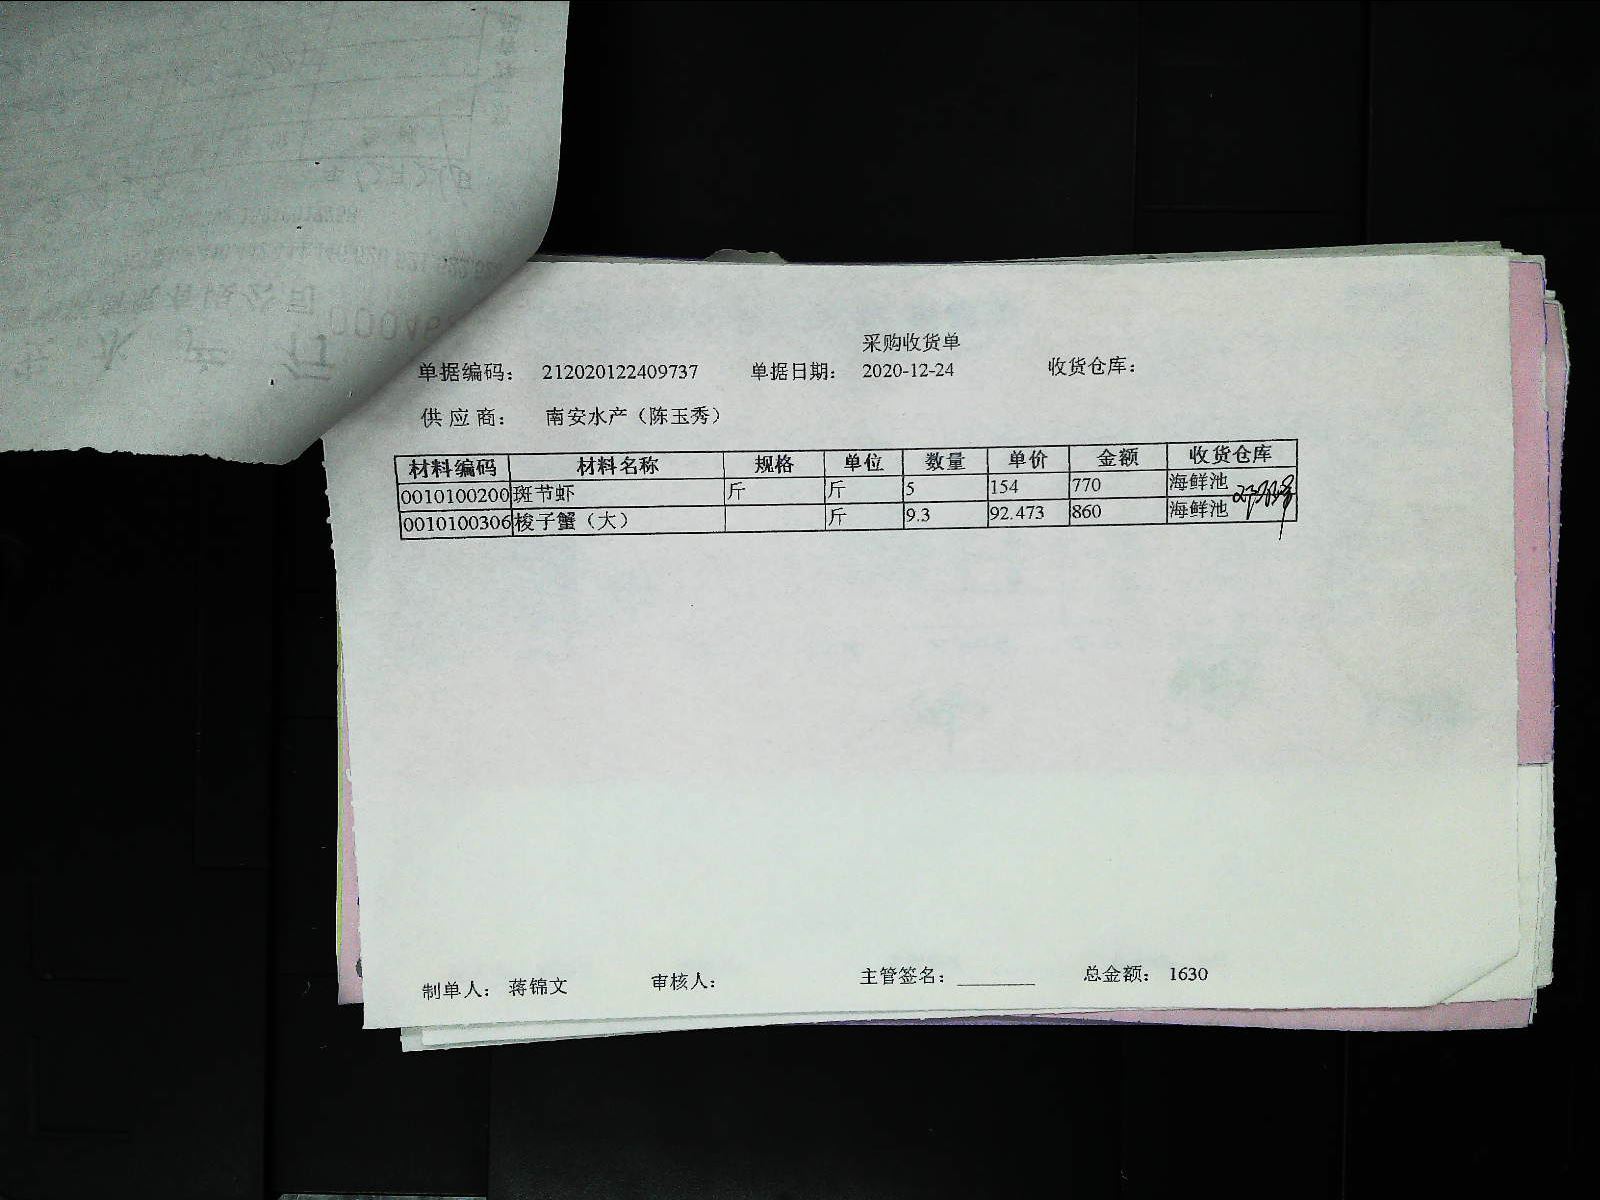 采购收货单
单据编码： 212020122409737 单据日期： 2020-12-24 收货仓库：
供应商： 南安水产（陈玉秀）
材料编码 材料名称 规格 单位 数量 单价 金额 收货仓库
0010100200 斑节虾 斤 斤 5 154 770 海鲜池
0010100306 梭子蟹（大） 斤 9.3 92.473 860 海鲜池
制单人： 蒋锦文 审核人： 主管签名：________ 总金额： 1630